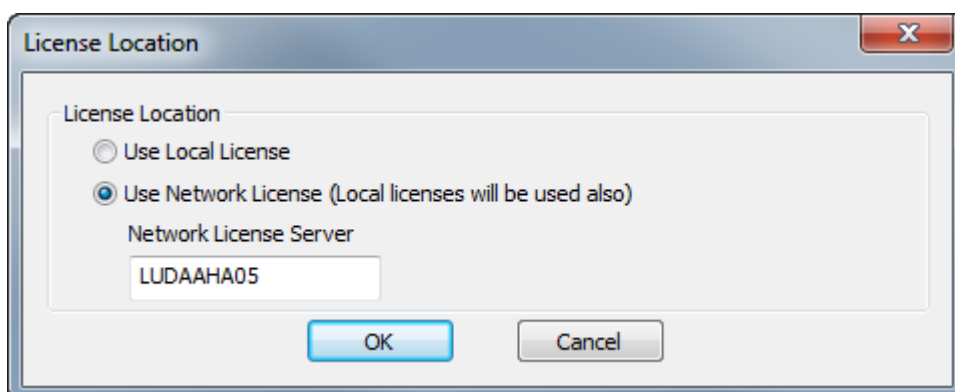 License Location
License Location
Use Local License
Use Network License (Local licenses will be used also)
Network License Server
LUDAAHA05
OK Cancel